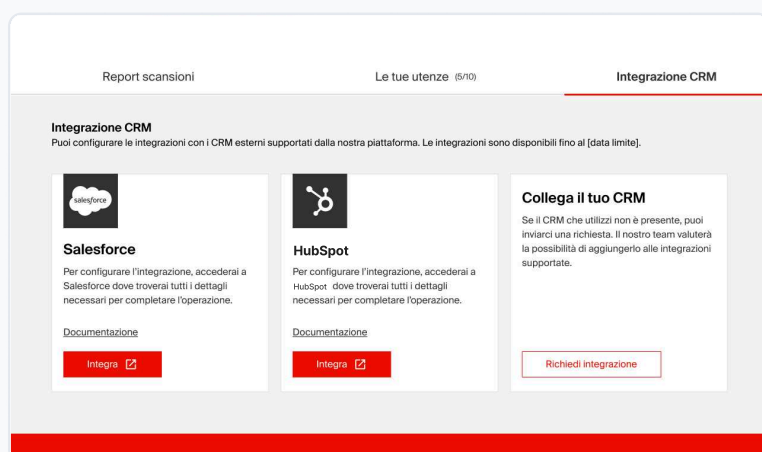 Report scansioni
Le tue utenze (5/10)
Integrazione CRM
Integrazione CRM
Puoi configurare le integrazioni con i CRM esterni supportati dalla nostra piattaforma. Le integrazioni sono disponibili fino al [data limite].
salesforce
Salesforce
Per configurare l'integrazione, accederai a
Salesforce dove troverai tutti i dettagli
necessari per completare l'operazione.
Documentazione
Integra
HubSpot
Per configurare l'integrazione, accederai a
HubSpot dove troverai tutti i dettagli
necessari per completare l'operazione.
Documentazione
Integra
Collega il tuo CRM
Se il CRM che utilizzi non è presente, puoi
inviarci una richiesta. Il nostro team valuterà
la possibilità di aggiungerlo alle integrazioni
supportate.
Richiedi integrazione